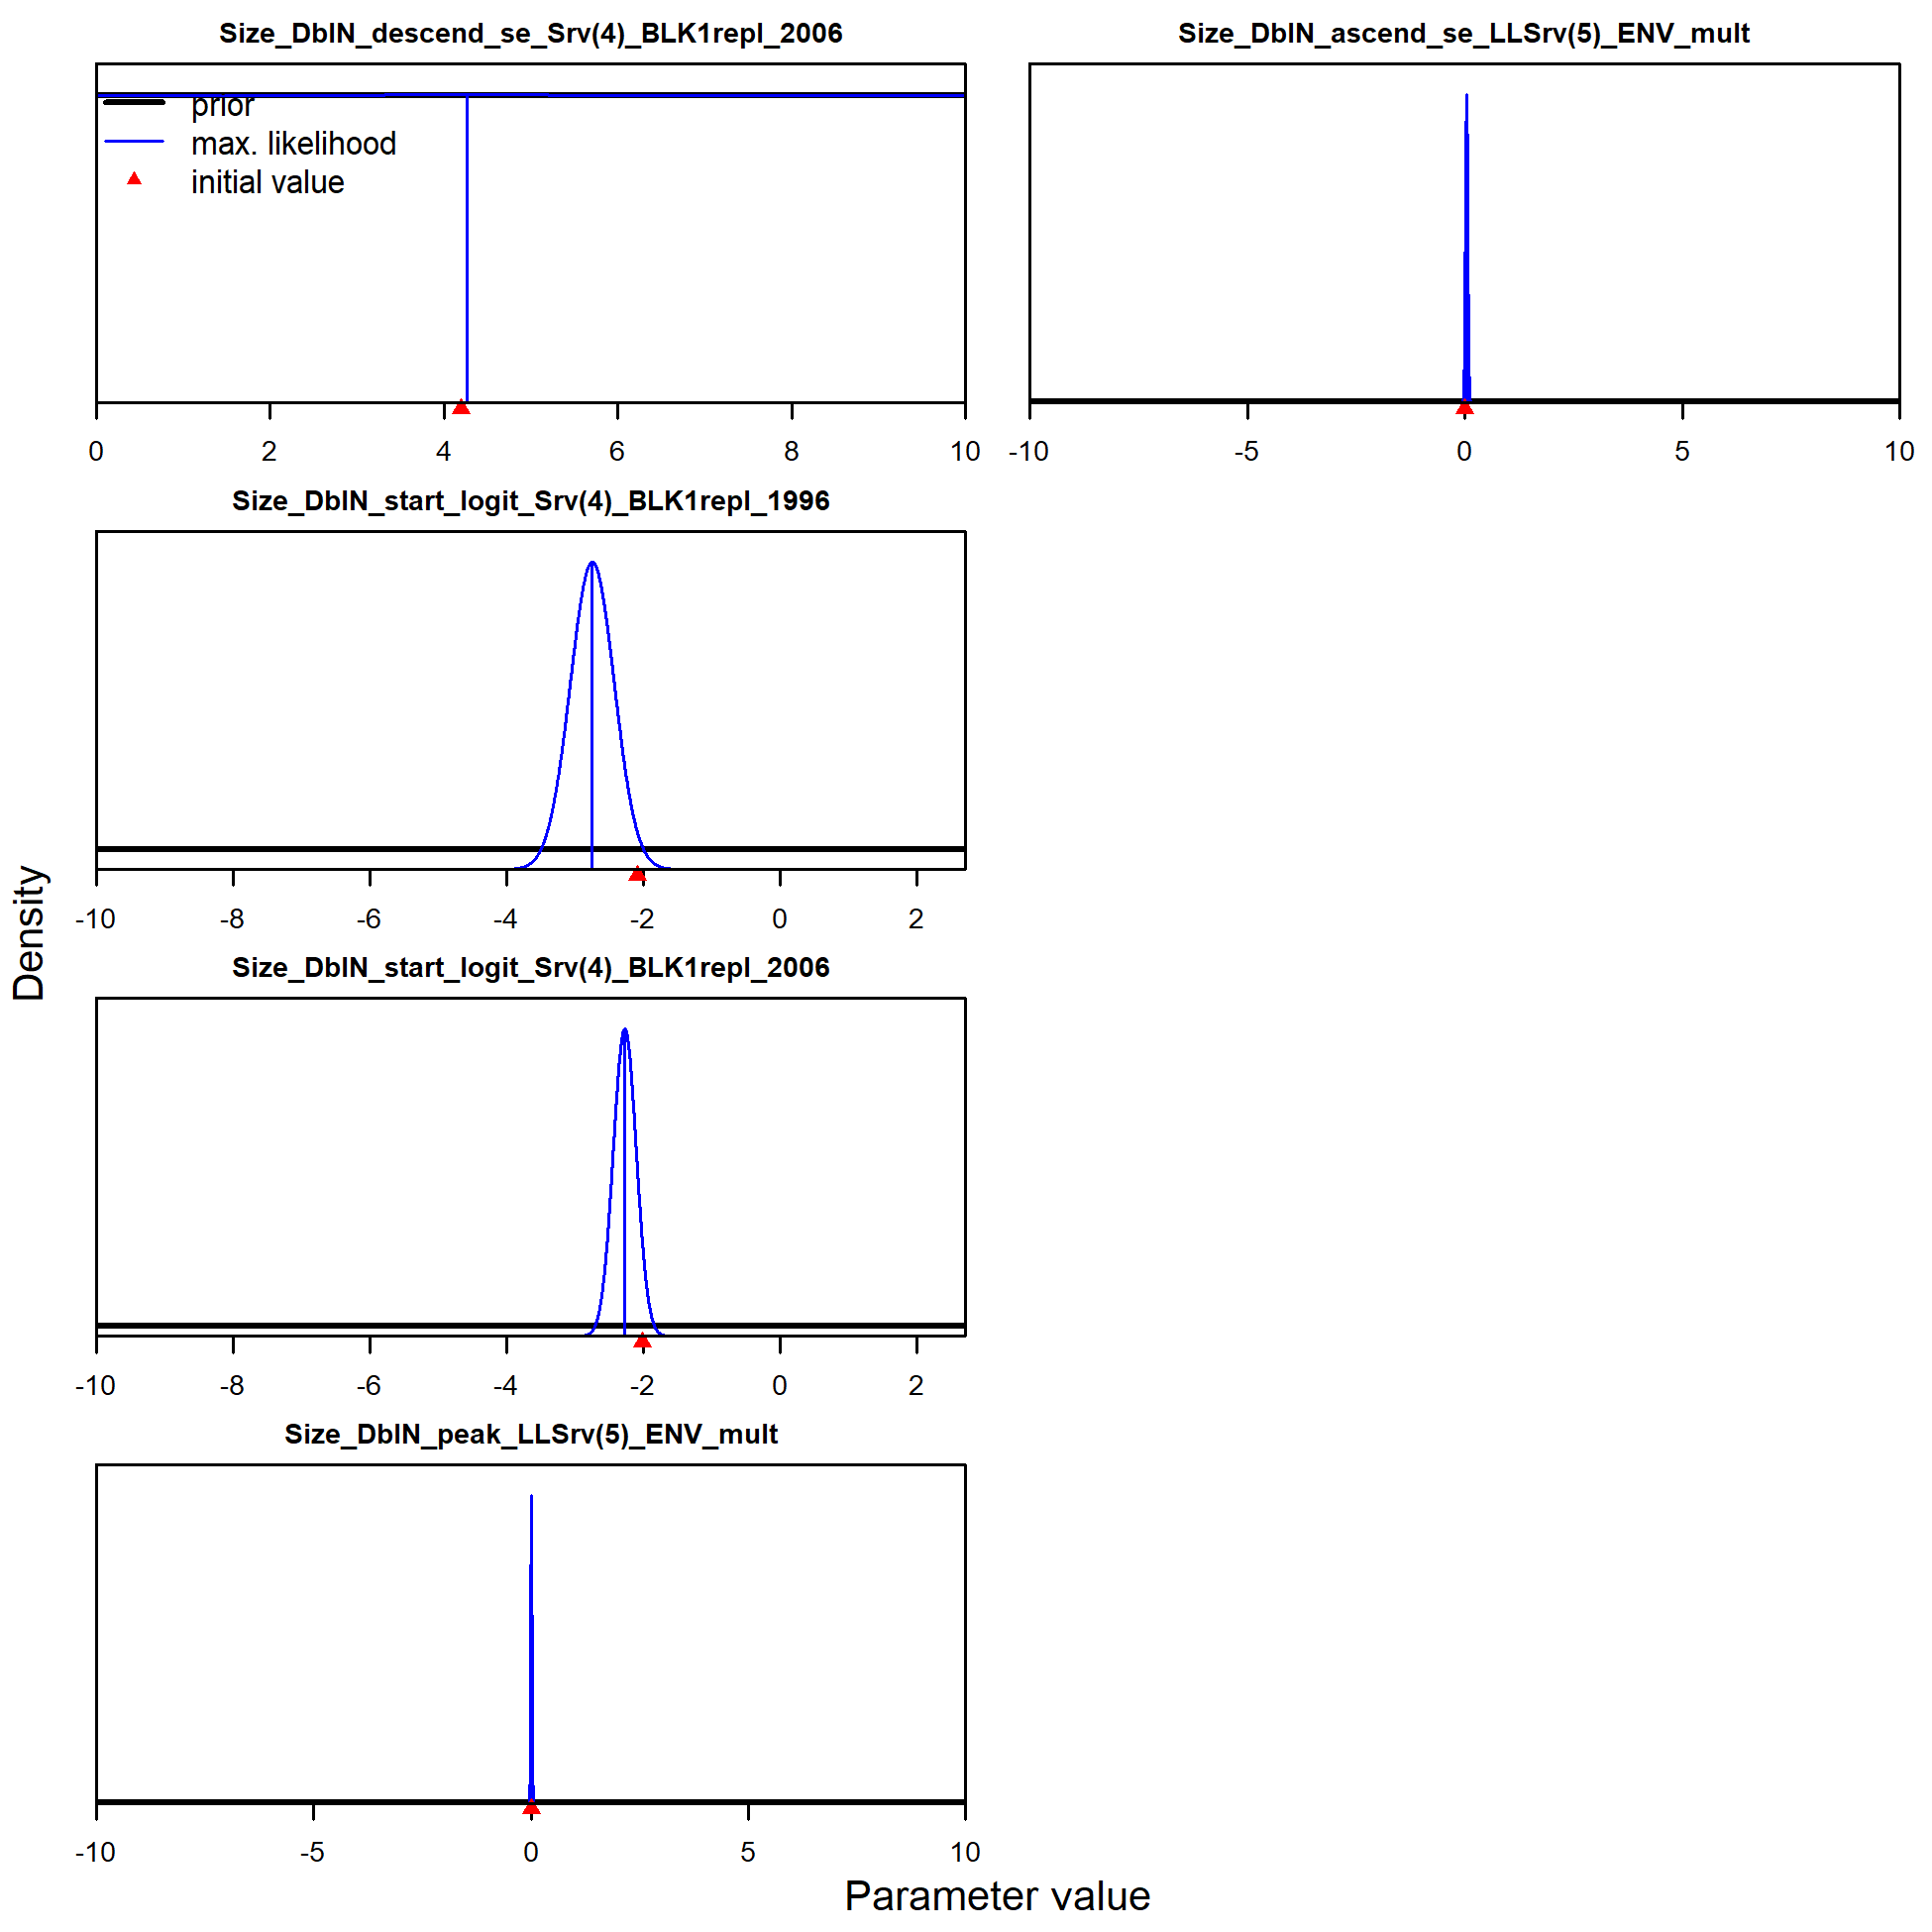 Size_DblN_descend_se_Srv(4)_BLK1repl_2006
prior
max. likelihood
initial value
0 2 4 6 8 10
Size_DblN_ascend_se_LLSrv(5)_ENV_mult
-10 -5 0 5 10
Size_DblN_start_logit_Srv(4)_BLK1repl_1996
-10 -8 -6 -4 -2 0 2
Size_DblN_start_logit_Srv(4)_BLK1repl_2006
-10 -8 -6 -4 -2 0 2
Size_DblN_peak_LLSrv(5)_ENV_mult
-10 -5 0 5 10
Density
Parameter value